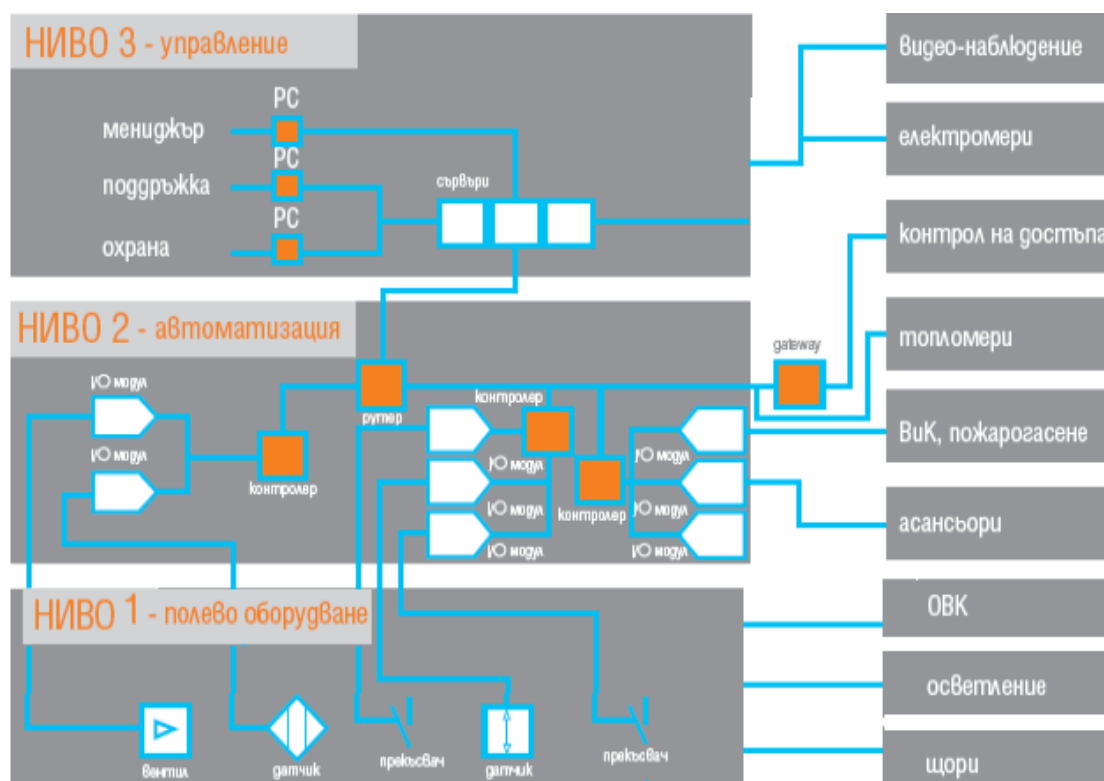 НИВО 3 - управление
PC
мениджър
PC
поддръжка
PC
охрана
сървъри
видео-наблюдение
електромери
контрол на достъпа
НИВО 2 - автоматизация
I/O модул
I/O модул
контролер
рутер
контролер
I/O модул
I/O модул
I/O модул
контролер
I/O модул
I/O модул
I/O модул
gateway
топломери
ВиК, пожарогасене
асансьори
НИВО 1 - полево оборудване
вентил
датчик
прекъсвач
датчик
прекъсвач
ОВК
осветление
щори